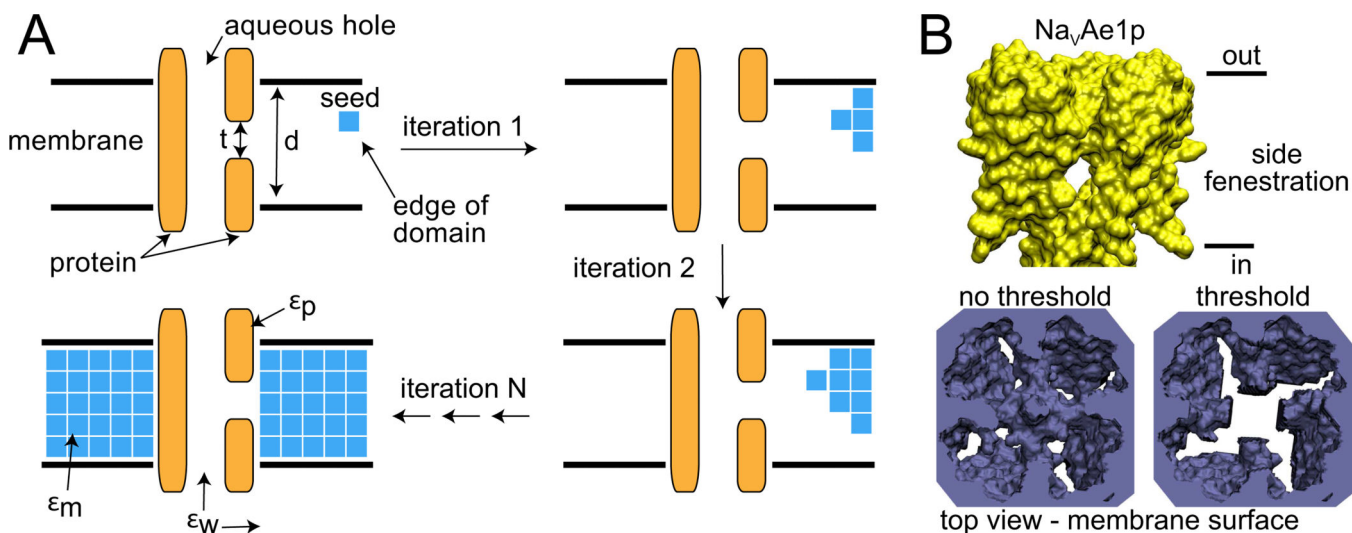 A
aqueous hole
membrane
t
d
seed
edge of
domain
protein
iteration 1
iteration 2
iteration N
εp
εm
εw
B
NaᵥAe1p
out
side
fenestration
in
no threshold
threshold
top view - membrane surface